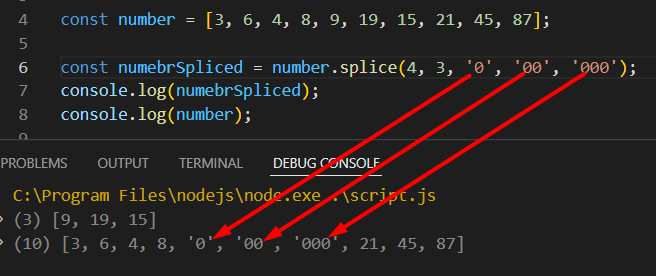 4 const number = [3, 6, 4, 8, 9, 19, 15, 21, 45, 87];
5
6 const numebrSpliced = number.splice(4, 3, '0', '00', '000');
7 console.log(numebrSpliced);
8 console.log(number);
9
PROBLEMS OUTPUT TERMINAL DEBUG CONSOLE
C:\Program Files\nodejs\node.exe .\script.js
> (3) [9, 19, 15]
> (10) [3, 6, 4, 8, '0', '00', '000', 21, 45, 87]